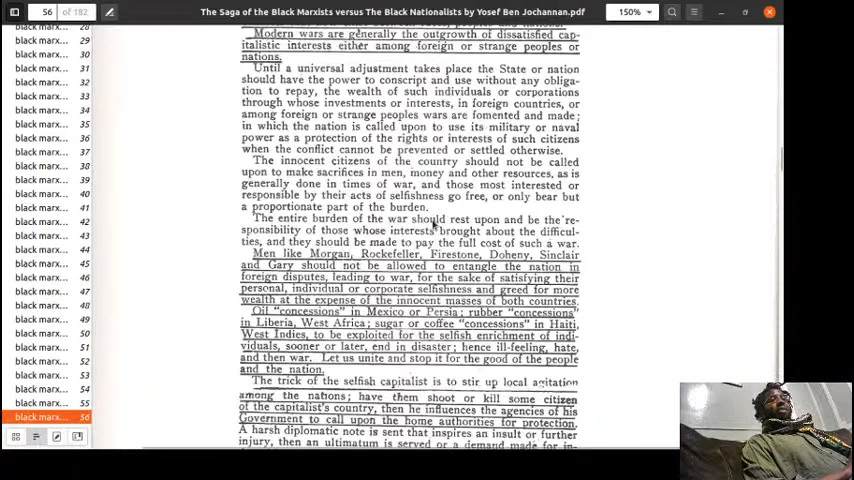 56 of 182
The Saga of the Black Marxists versus The Black Nationalists by Yosef Ben Jochannan.pdf
150%
black marx... 28
black marx... 29
black marx... 30
black marx... 31
black marx... 32
black marx... 33
black marx... 34
black marx... 35
black marx... 36
black marx... 37
black marx... 38
black marx... 39
black marx... 40
black marx... 41
black marx... 42
black marx... 43
black marx... 44
black marx... 45
black marx... 46
black marx... 47
black marx... 48
black marx... 49
black marx... 50
black marx... 51
black marx... 52
black marx... 53
black marx... 54
black marx... 55
black marx... 56
Modern wars are generally the outgrowth of dissatisfied cap-
italistic interests either among foreign or strange peoples or
nations.
Until a universal adjustment takes place the State or nation
should have the power to conscript and use without any obliga-
tion to repay, the wealth of such individuals or corporations
through whose investments or interests, in foreign countries, or
among foreign or strange peoples wars are fomented and made;
in which the nation is called upon to use its military or naval
power as a protection of the rights or interests of such citizens
when the conflict cannot be prevented or settled otherwise.
The innocent citizens of the country should not be called
upon to make sacrifices in men, money and other resources, as is
generally done in times of war, and those most interested or
responsible by their acts of selfishness go free, or only bear but
a proportionate part of the burden.
The entire burden of the war should rest upon and be the re-
sponsibility of those whose interests brought about the difficul-
ties, and they should be made to pay the full cost of such a war.
Men like Morgan, Rockefeller, Firestone, Doheny, Sinclair
and Gary should not be allowed to entangle the nation in
foreign disputes, leading to war, for the sake of satisfying their
personal, individual or corporate selfishness and greed for more
wealth at the expense of the innocent masses of both countries.
Oil "concessions" in Mexico or Persia; rubber "concessions"
in Liberia, West Africa; sugar or coffee "concessions" in Haiti,
West Indies, to be exploited for the selfish enrichment of indi-
viduals, sooner or later, end in disaster; hence ill-feeling, hate,
and then war. Let us unite and stop it for the good of the people
and the nation.
The trick of the selfish capitalist is to stir up local agitation
among the nations; have them shoot or kill some citizen
of the capitalist's country, then he influences the agencies of his
Government to call upon the home authorities for protection.
A harsh diplomatic note is sent that inspires an insult or further
injury, then an ultimatum is served or a demand made for in-